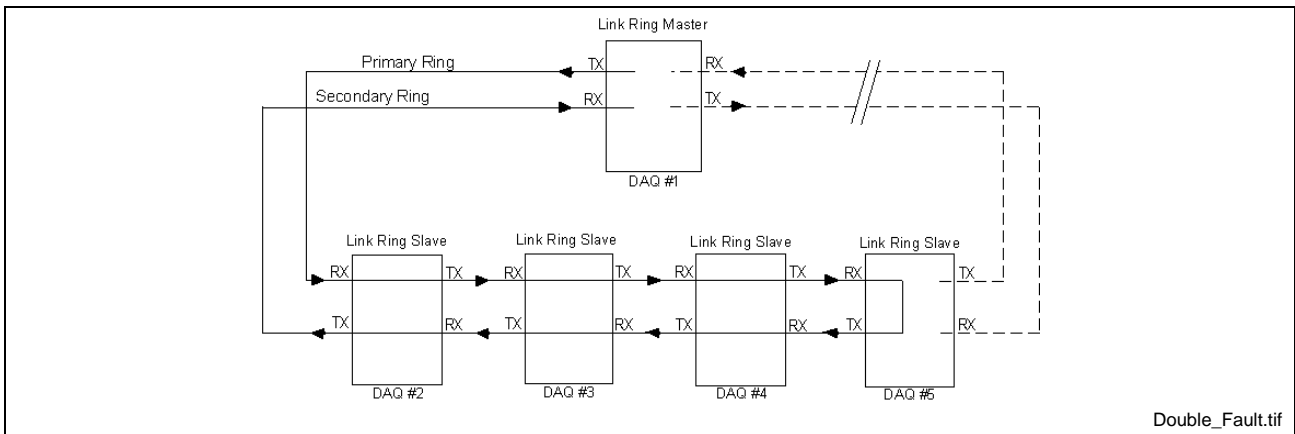 Link Ring Master
Primary Ring
TX
RX
Secondary Ring
RX
TX
DAQ #1
Link Ring Slave
Link Ring Slave
Link Ring Slave
Link Ring Slave
RX
TX
RX
TX
RX
TX
RX
TX
TX
RX
TX
RX
TX
RX
TX
RX
DAQ #2
DAQ #3
DAQ #4
DAQ #5
Double_Fault.tif